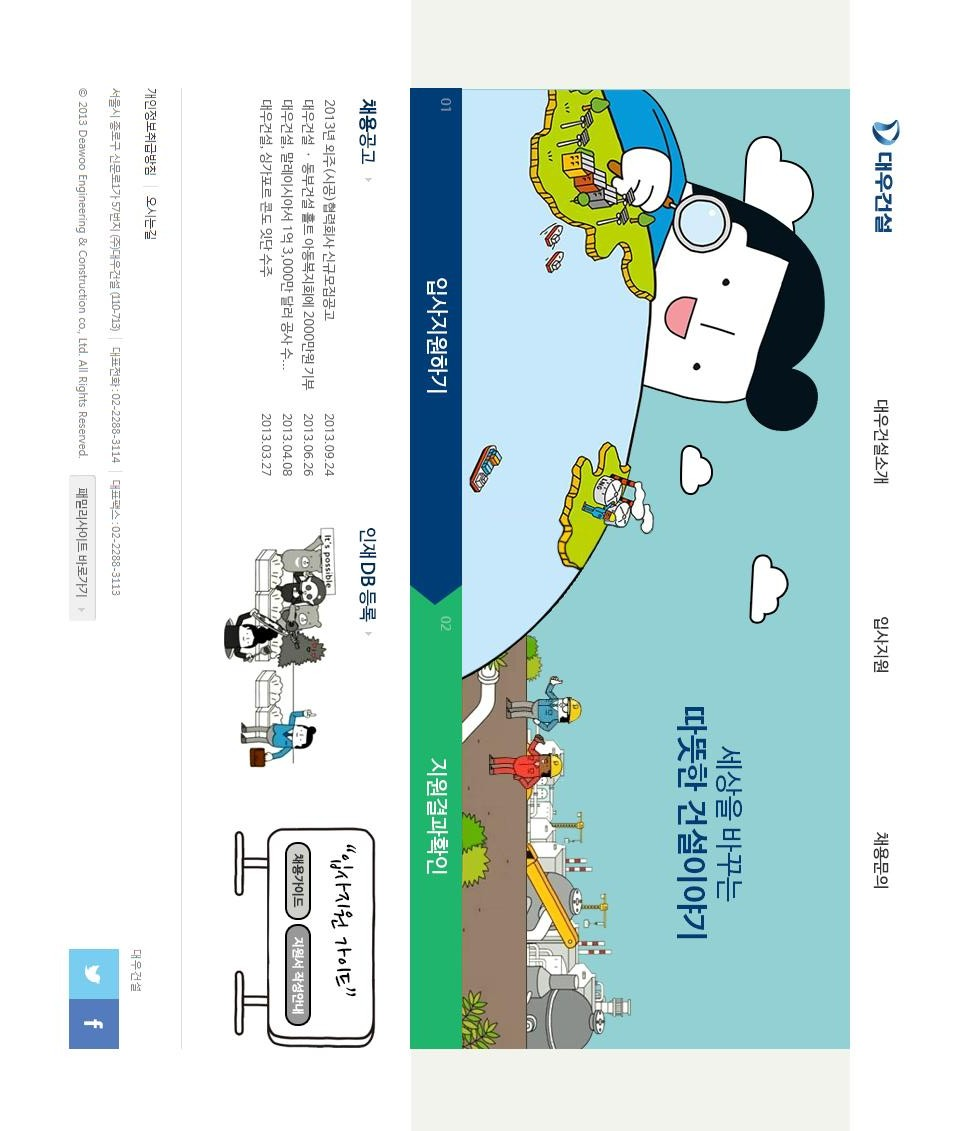 대우건설
대우건설소개
입사지원
채용문의
세상을 바꾸는
따뜻한 건설이야기
01
입사지원하기
02
지원결과확인
채용공고
2013년 외주(시공)협력회사 신규모집공고 2013.09.24
대우건설ㆍ동부건설 홀트 아동복지회에 2000만원 기부 2013.06.26
대우건설, 말레이시아서 1억 3,000만 달러 공사 수... 2013.04.08
대우건설, 싱가포르 콘도 잇단 수주 2013.03.27
인재DB등록
It's possible
“입사지원 가이드”
채용가이드
지원서 작성안내
개인정보취급방침
오시는길
서울시 종로구 신문로1가 57번지 (주)대우건설 (110-713) 대표전화 : 02-2288-3114 대표팩스 : 02-2288-3113
© 2013 Deawoo Engineering & Construction co., Ltd. All Rights Reserved.
패밀리사이트 바로가기
대우건설
f